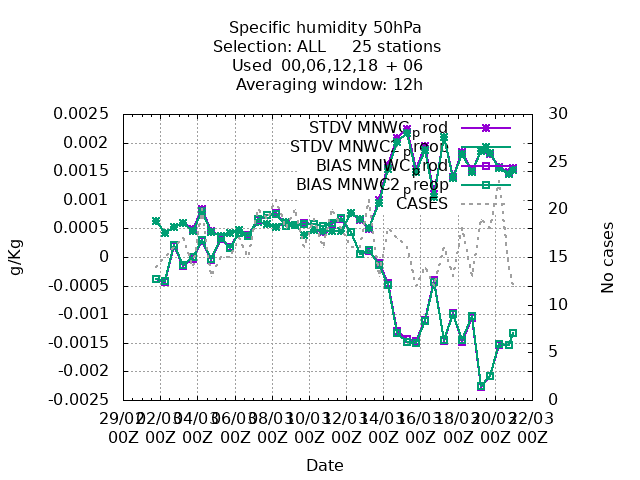 Specific humidity 50hPa
Selection: ALL 25 stations
Used 00,06,12,18 + 06
Averaging window: 12h
0.0025
0.002
0.0015
0.001
0.0005
0
-0.0005
-0.001
-0.0015
-0.002
-0.0025
30
25
20
15
10
5
0
g/Kg
No cases
STDV MNWC_prod
STDV MNWC2_preop
BIAS MNWC_prod
BIAS MNWC2_preop
CASES
29/02 02/03 04/03 06/03 08/03 10/03 12/03 14/03 16/03 18/03 20/03 22/03
00Z 00Z 00Z 00Z 00Z 00Z 00Z 00Z 00Z 00Z 00Z 00Z
Date